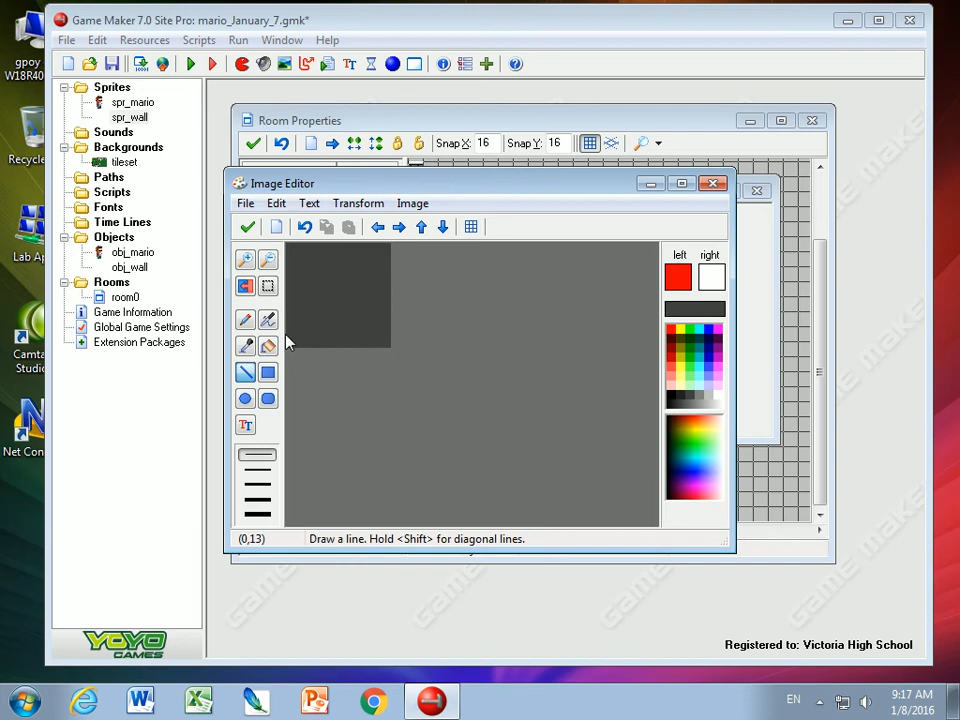 gpoy
W18R40
Recycle
Lab Ap
Camta
Studio
Net Con
Game Maker 7.0 Site Pro: mario_January_7.gmk*
File Edit Resources Scripts Run Window Help
Sprites
spr_mario
spr_wall
Sounds
Backgrounds
tileset
Paths
Scripts
Fonts
Time Lines
Objects
obj_mario
obj_wall
Rooms
room0
Game Information
Global Game Settings
Extension Packages
YOYO
GAMES
Room Properties
Snap X: 16 Snap Y: 16
Image Editor
File Edit Text Transform Image
left right
(0,13) Draw a line. Hold <Shift> for diagonal lines.
Registered to: Victoria High School
EN
9:17 AM
1/8/2016